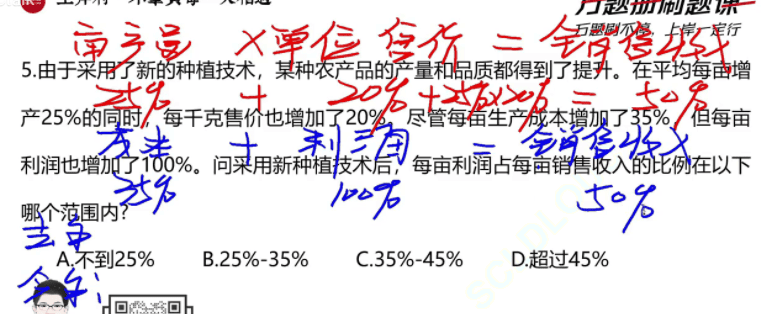 万题册刷题课
万题刷不停,上岸一定行
亩产量 × 单位售价 = 全销售收入
5.由于采用了新的种植技术，某种农产品的产量和品质都得到了提升。在平均每亩增
25% + 20% + 25%×20% = 50%
产25%的同时，每千克售价也增加了20%。尽管每亩生产成本增加了35%，但每亩
+ 利润 = 全销售收入
利润也增加了100%。问采用新种植技术后，每亩利润占每亩销售收入的比例在以下
35% 100% 50%
哪个范围内？
A.不到25% B.25%-35% C.35%-45% D.超过45%